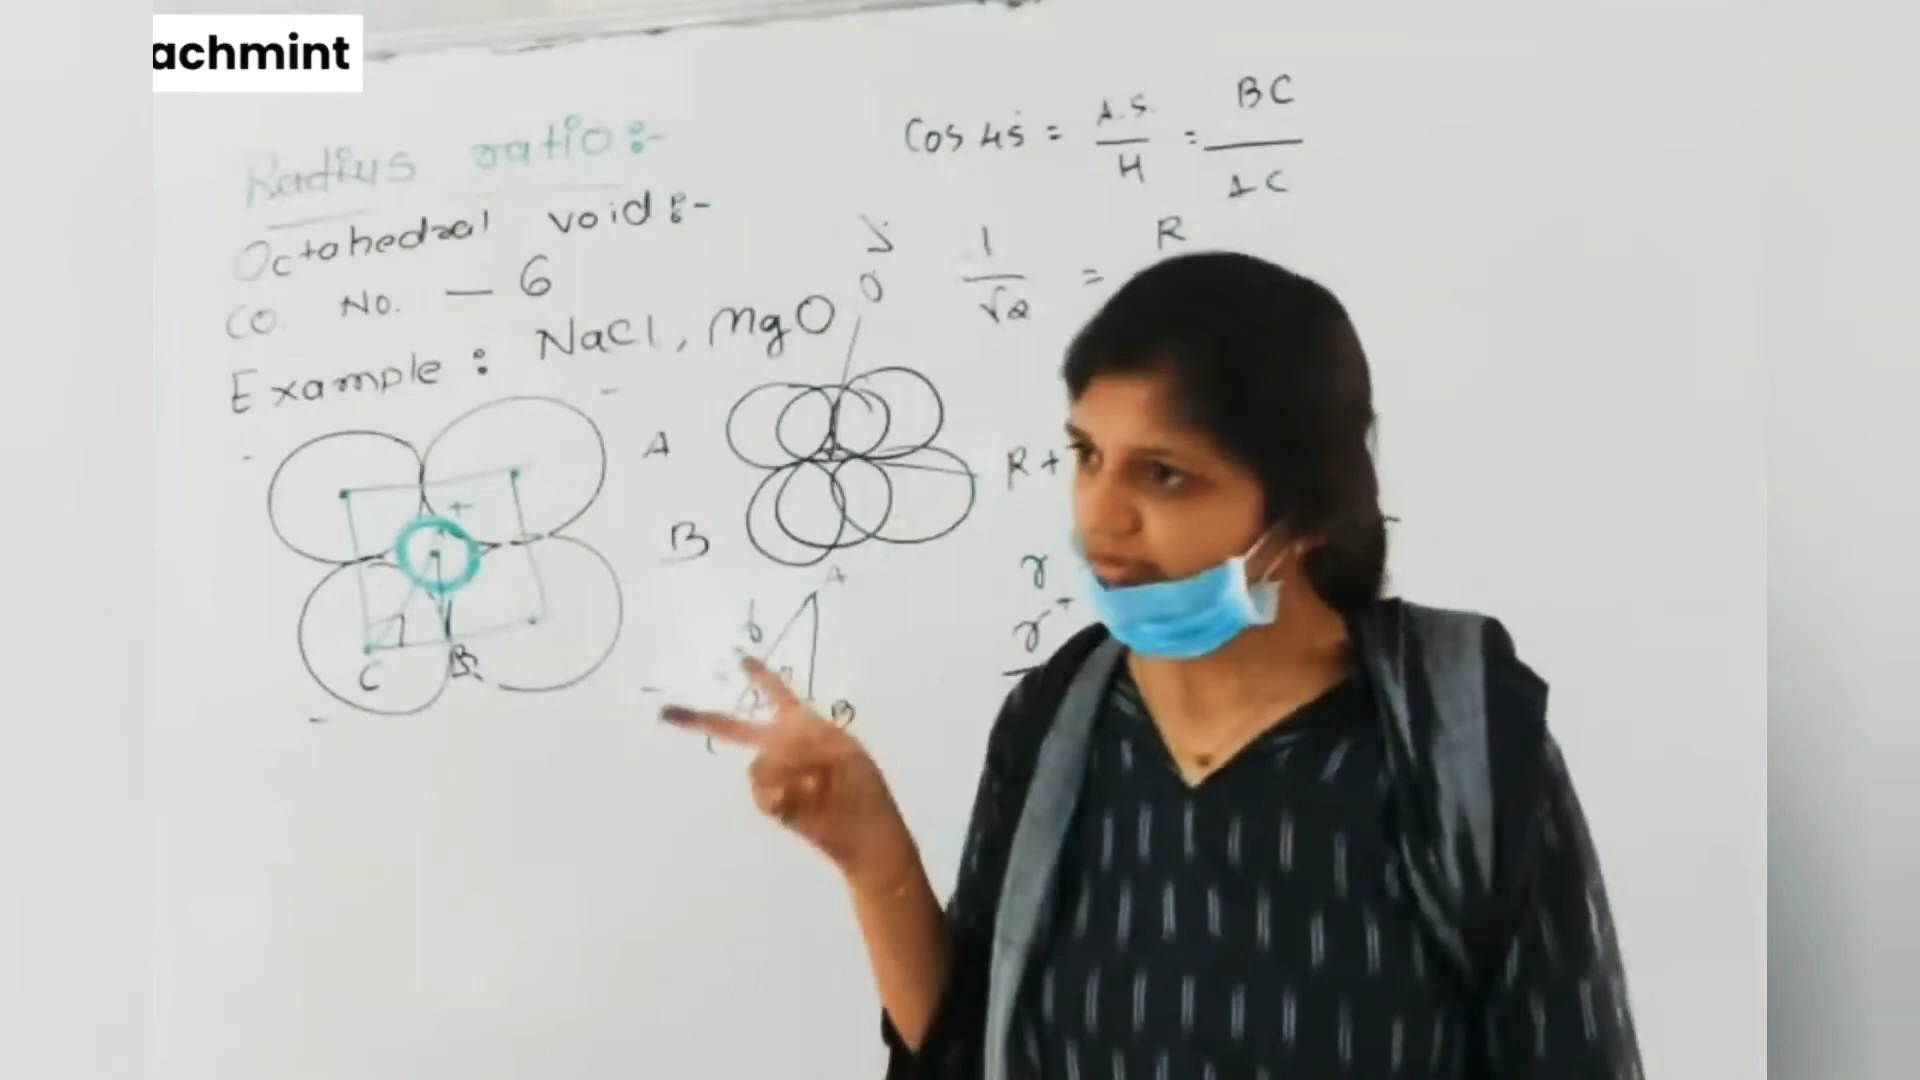 achmint
Radius ratio:-
Octahedral void:-
CO. No. — 6
Example: NaCl, MgO
Cos 45 = A.S. / H = BC / AC
1 / √2 = R
A
B
R +
r
r+
+
C
B
A
B